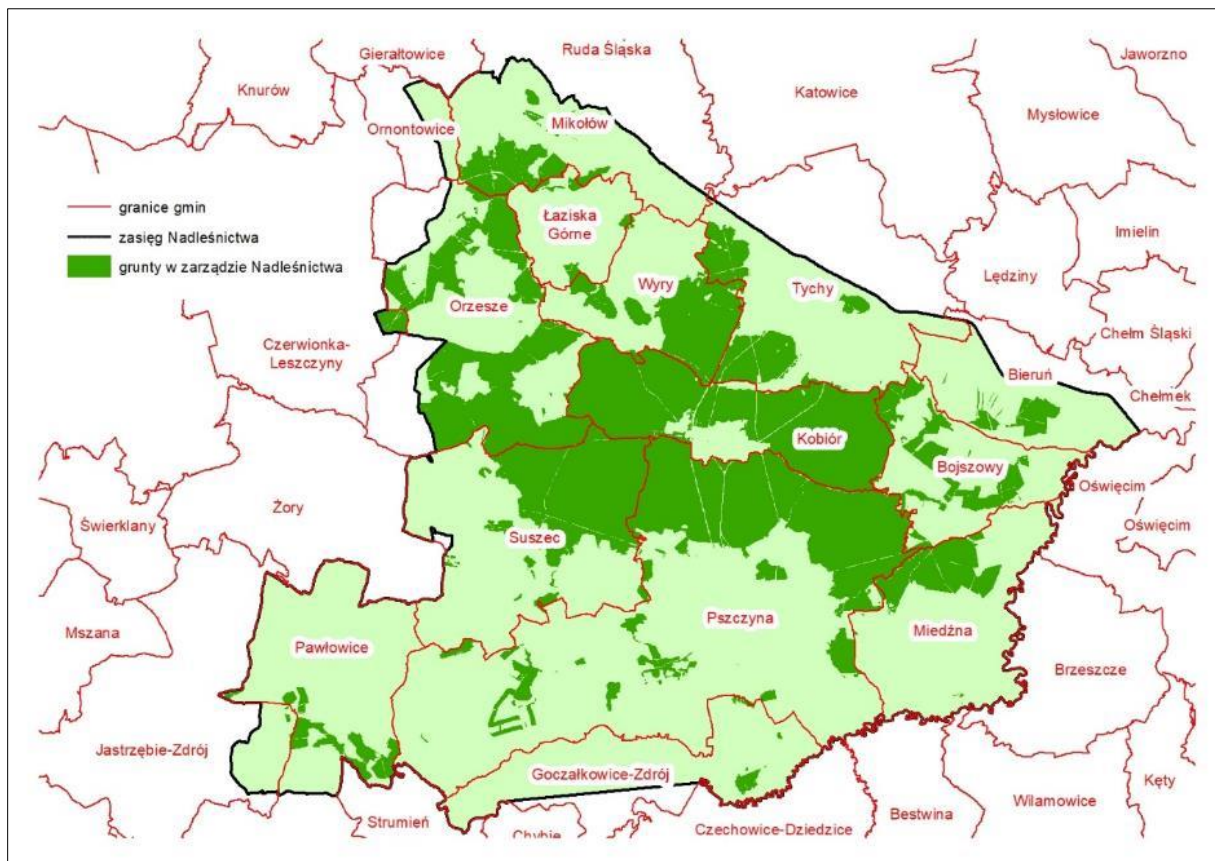 Gierałtowice
Ruda Śląska
Jaworzno
Knurów
Katowice
Mysłowice
Ornontowice
Mikołów
granice gmin
zasięg Nadleśnictwa
grunty w zarządzie Nadleśnictwa
Łaziska
Górne
Imielin
Lędziny
Wyry
Tychy
Orzesze
Chełm Śląski
Czerwionka-
Leszczyny
Bieruń
Chełmek
Kobiór
Bojszowy
Oświęcim
Żory
Świerklany
Oświęcim
Suszec
Mszana
Pszczyna
Miedźna
Pawłowice
Brzeszcze
Jastrzębie-Zdrój
Goczałkowice-Zdrój
Kęty
Wilamowice
Strumień
Bestwina
Chybie
Czechowice-Dziedzice